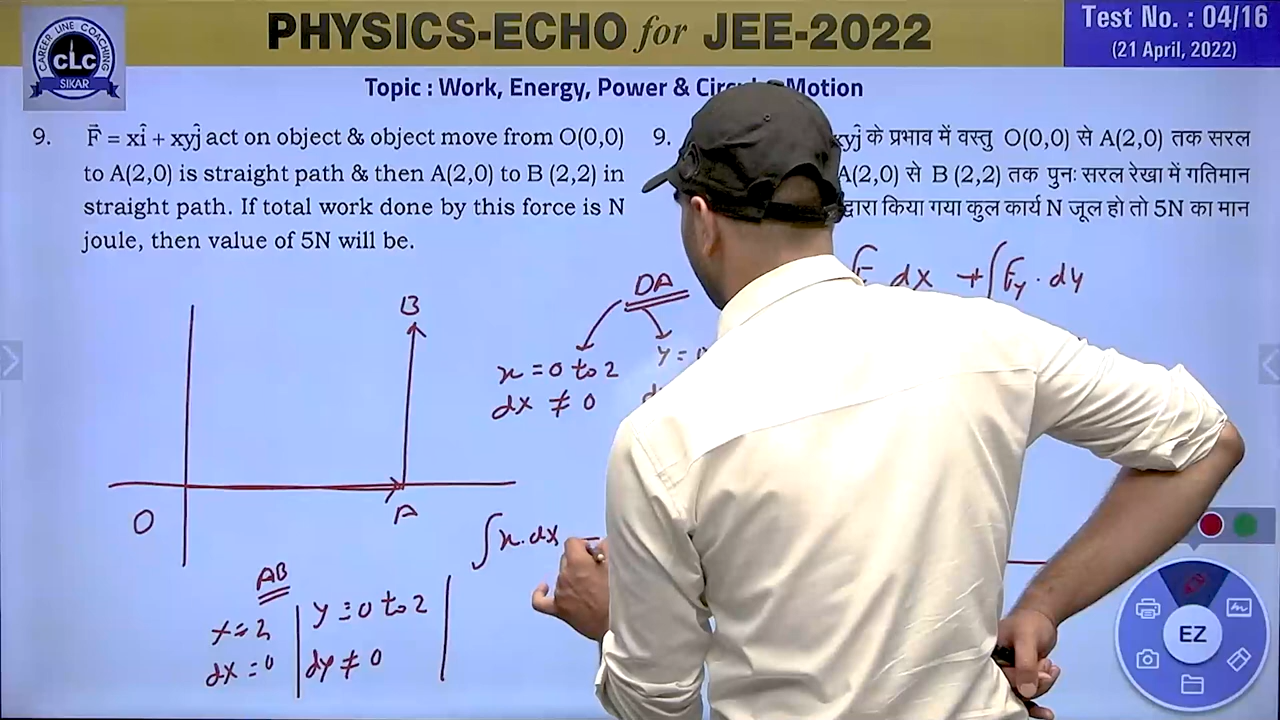 PHYSICS-ECHO for JEE-2022
Test No. : 04/16
(21 April, 2022)
CAREER LINE COACHING
CLC
SIKAR
Topic : Work, Energy, Power & Motion
9. F⃗ = xî + xyĵ act on object & object move from O(0,0)
to A(2,0) is straight path & then A(2,0) to B (2,2) in
straight path. If total work done by this force is N
joule, then value of 5N will be.
9. xyĵ के प्रभाव में वस्तु O(0,0) से A(2,0) तक सरल
A(2,0) से B (2,2) तक पुनः सरल रेखा में गतिमान
द्वारा किया गया कुल कार्य N जूल हो तो 5N का मान
dx + ∫Fy · dy
OA
x = 0 to 2
y =
dx ≠ 0
B
O
A
∫x.dx
AB
x = 2
y = 0 to 2
dx = 0
dy ≠ 0
EZ